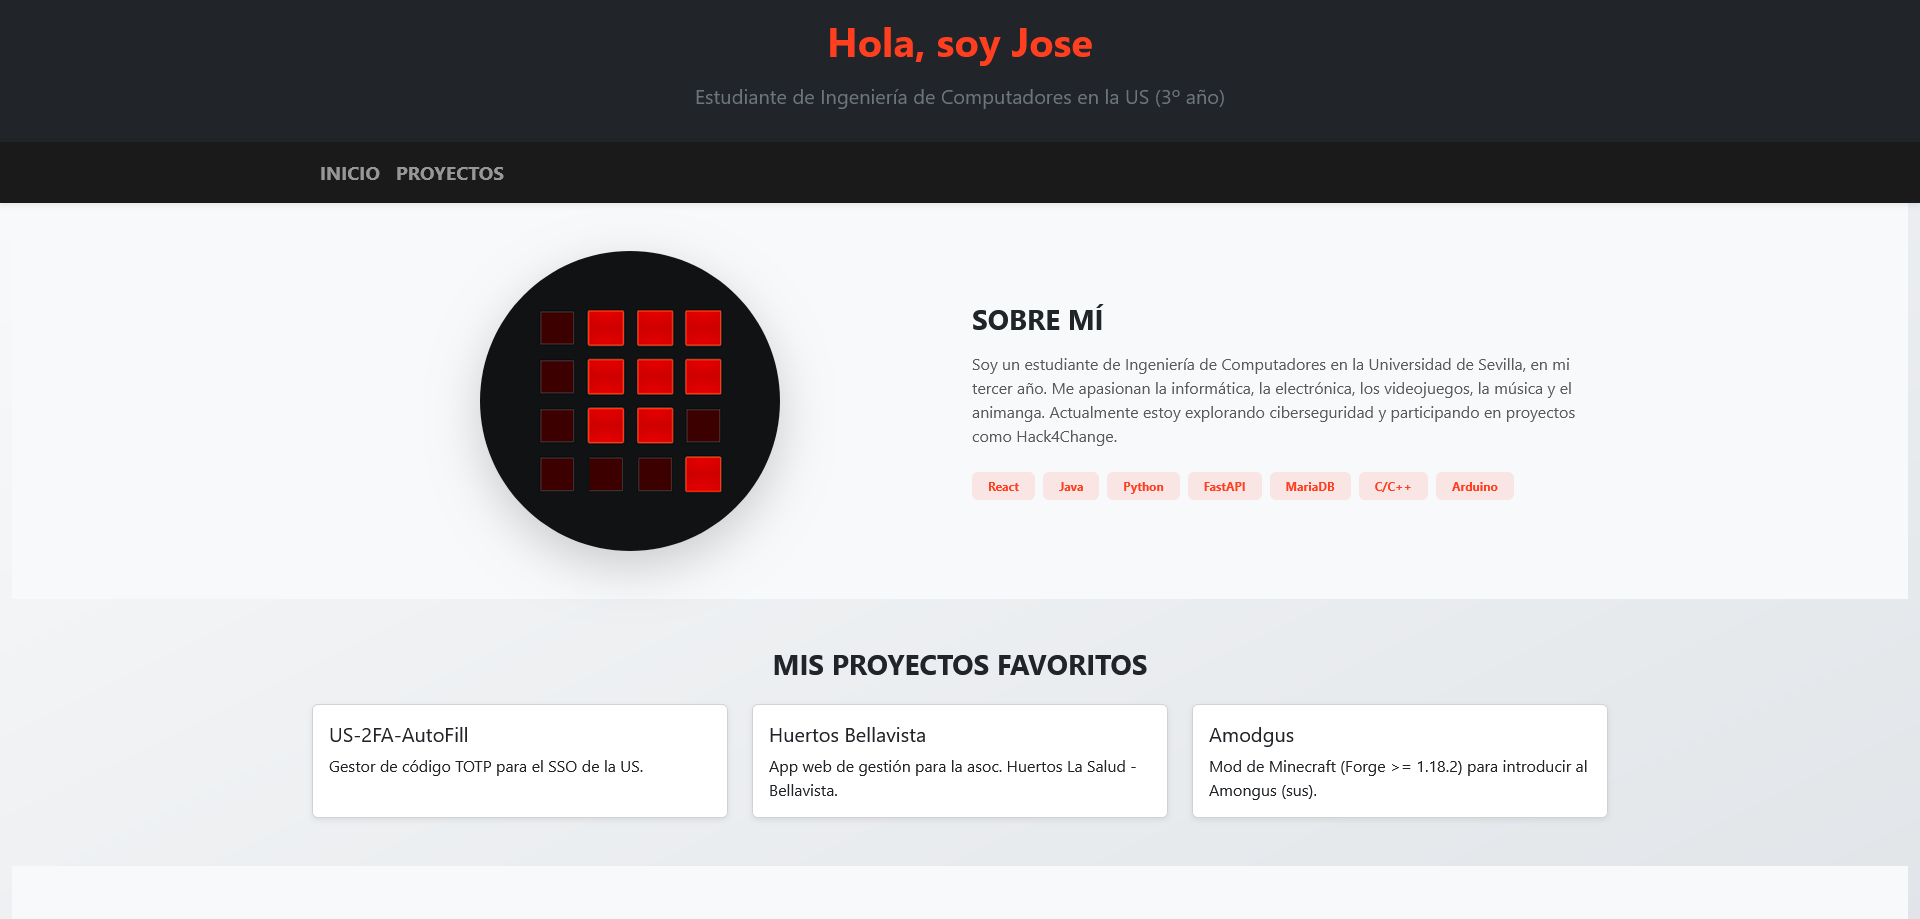 Hola, soy Jose
Estudiante de Ingeniería de Computadores en la US (3º año)
INICIO PROYECTOS
SOBRE MÍ
Soy un estudiante de Ingeniería de Computadores en la Universidad de Sevilla, en mi
tercer año. Me apasionan la informática, la electrónica, los videojuegos, la música y el
animanga. Actualmente estoy explorando ciberseguridad y participando en proyectos
como Hack4Change.
React Java Python FastAPI MariaDB C/C++ Arduino
MIS PROYECTOS FAVORITOS
US-2FA-AutoFill
Gestor de código TOTP para el SSO de la US.
Huertos Bellavista
App web de gestión para la asoc. Huertos La Salud -
Bellavista.
Amodgus
Mod de Minecraft (Forge >= 1.18.2) para introducir al
Amongus (sus).